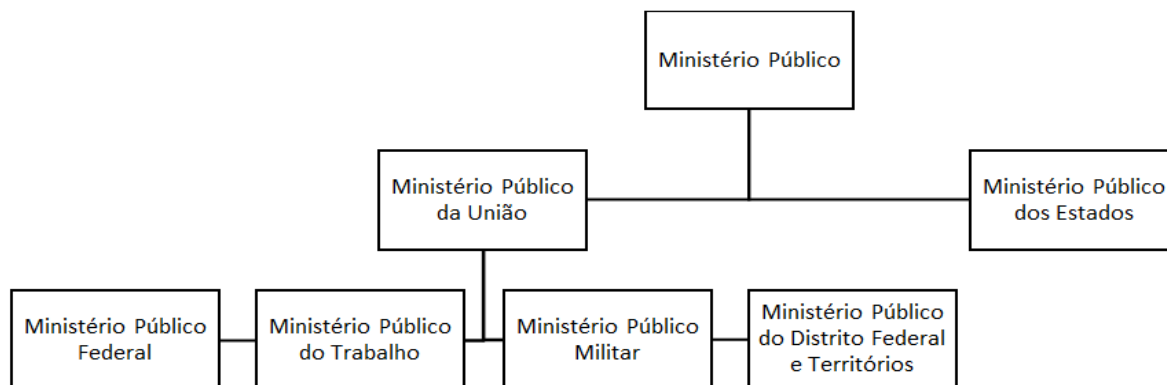 Ministério Público
Ministério Público
da União
Ministério Público
dos Estados
Ministério Público
Federal
Ministério Público
do Trabalho
Ministério Público
Militar
Ministério Público
do Distrito Federal
e Territórios